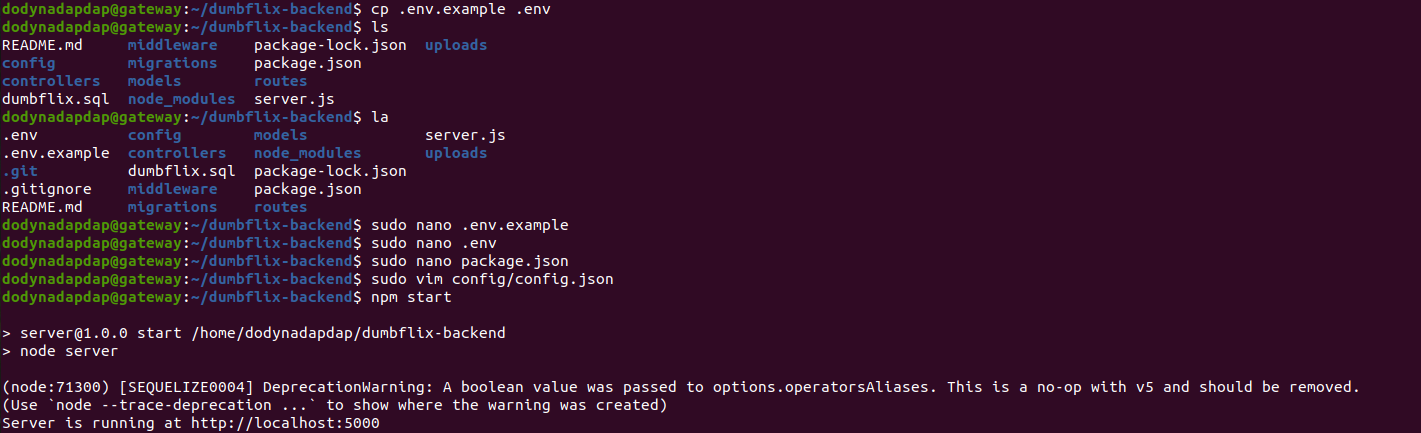 dodynadapdap@gateway:~/dumbflix-backend$ cp .env.example .env
dodynadapdap@gateway:~/dumbflix-backend$ ls
README.md    middleware    package-lock.json  uploads
config       migrations    package.json
controllers  models        routes
dumbflix.sql  node_modules  server.js
dodynadapdap@gateway:~/dumbflix-backend$ la
.env          config        models             server.js
.env.example  controllers   node_modules       uploads
.git          dumbflix.sql  package-lock.json
.gitignore    middleware    package.json
README.md     migrations    routes
dodynadapdap@gateway:~/dumbflix-backend$ sudo nano .env.example
dodynadapdap@gateway:~/dumbflix-backend$ sudo nano .env
dodynadapdap@gateway:~/dumbflix-backend$ sudo nano package.json
dodynadapdap@gateway:~/dumbflix-backend$ sudo vim config/config.json
dodynadapdap@gateway:~/dumbflix-backend$ npm start
> server@1.0.0 start /home/dodynadapdap/dumbflix-backend
> node server
(node:71300) [SEQUELIZE0004] DeprecationWarning: A boolean value was passed to options.operatorsAliases. This is a no-op with v5 and should be removed.
(Use `node --trace-deprecation ...` to show where the warning was created)
Server is running at http://localhost:5000